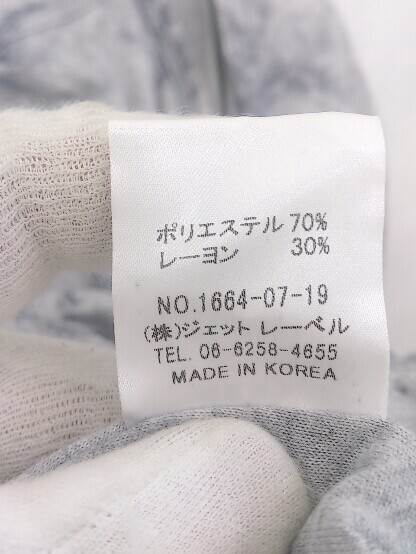 ポリエステル 70%
レーヨン 30%
NO.1664-07-19
(株)ジェット レーベル
TEL. 06-6258-4655
MADE IN KOREA